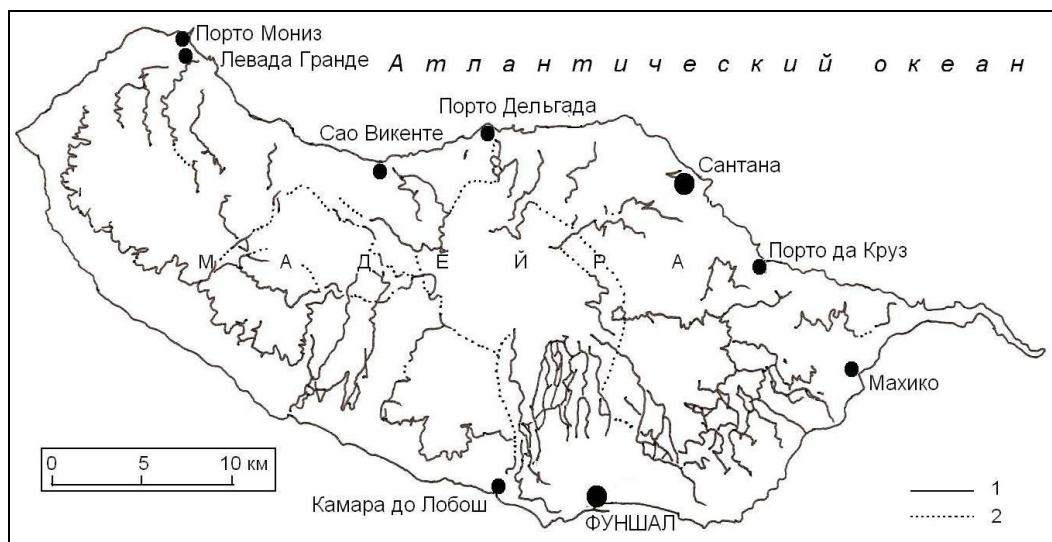 Порто Мониз
Левада Гранде
Атлантический океан
Порто Дельгада
Сао Викенте
Сантана
МАДЕЙРА
Порто да Круз
Махико
0 5 10 км
Камара до Лобош
ФУНШАЛ
1
2